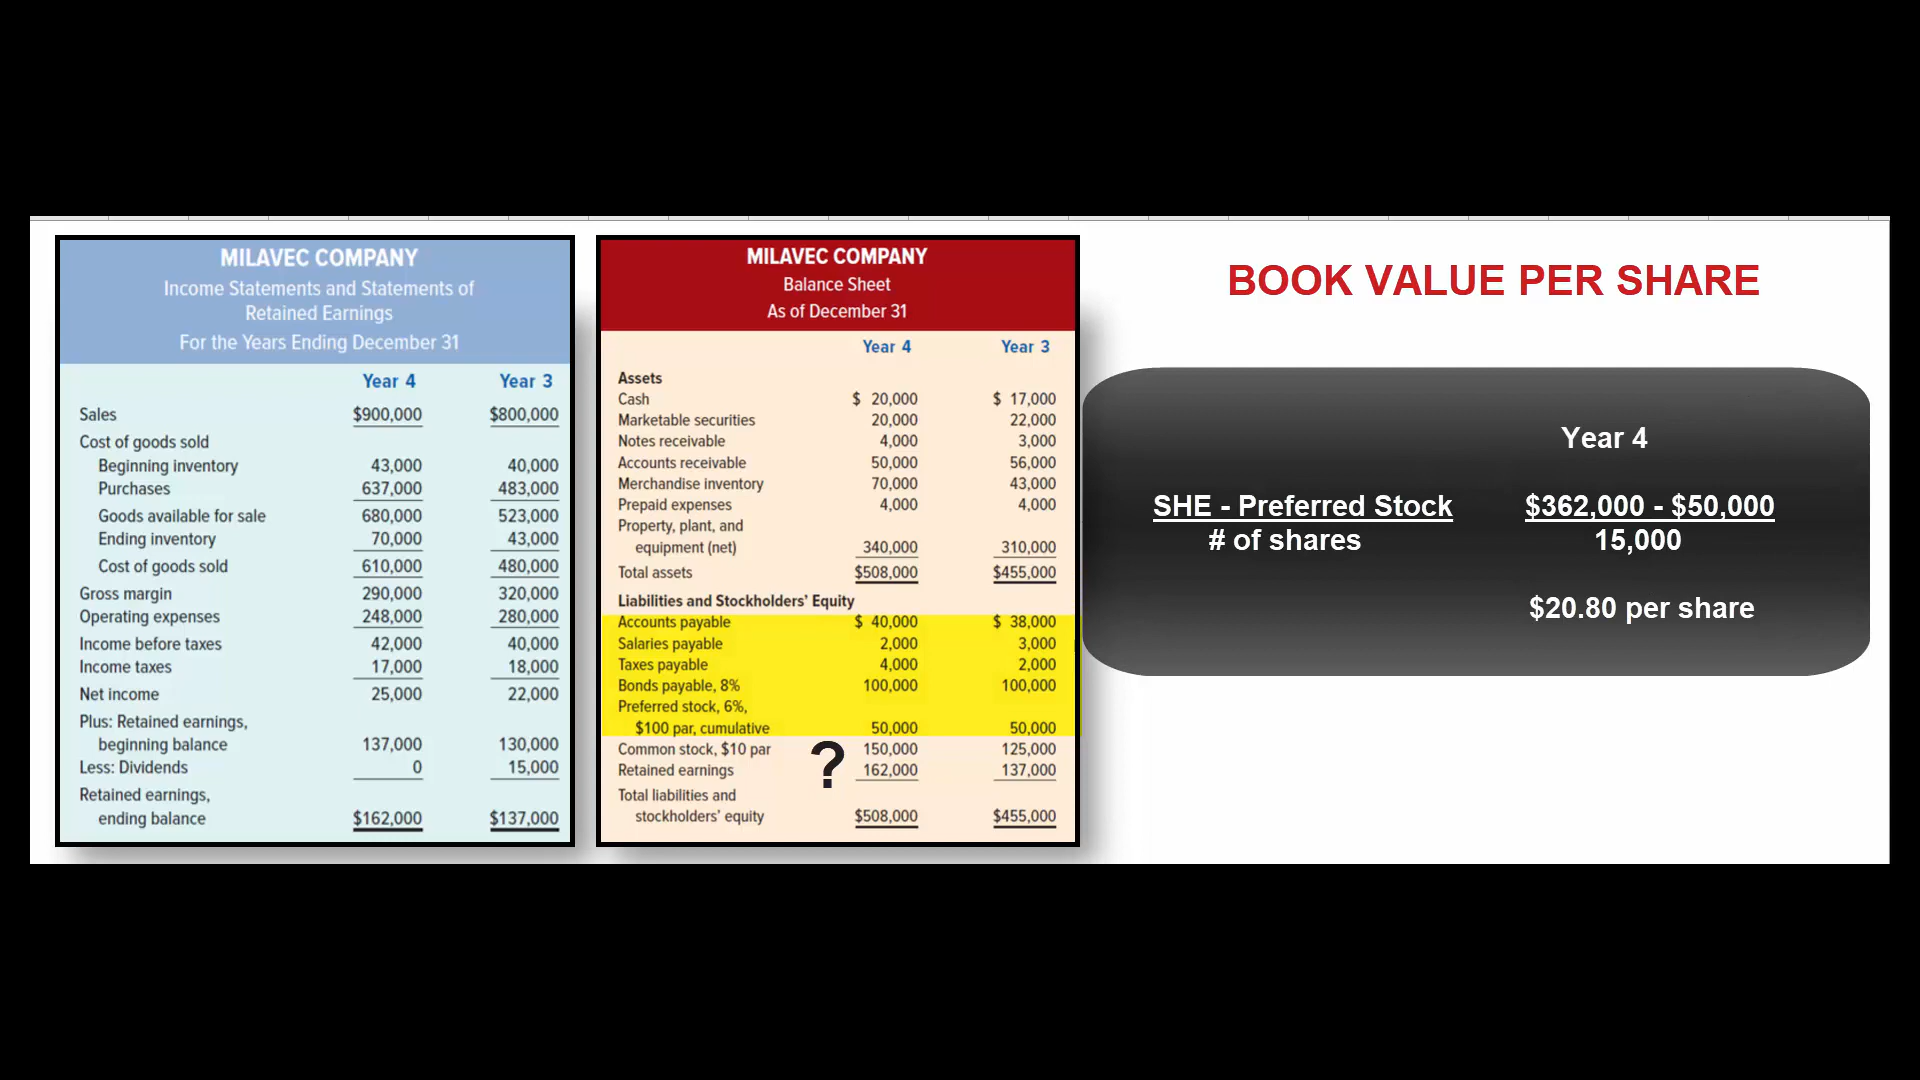 MILAVEC COMPANY
Income Statements and Statements of
Retained Earnings
For the Years Ending December 31
Year 4 Year 3
Sales $900,000 $800,000
Cost of goods sold
Beginning inventory 43,000 40,000
Purchases 637,000 483,000
Goods available for sale 680,000 523,000
Ending inventory 70,000 43,000
Cost of goods sold 610,000 480,000
Gross margin 290,000 320,000
Operating expenses 248,000 280,000
Income before taxes 42,000 40,000
Income taxes 17,000 18,000
Net income 25,000 22,000
Plus: Retained earnings,
beginning balance 137,000 130,000
Less: Dividends 0 15,000
Retained earnings,
ending balance $162,000 $137,000
MILAVEC COMPANY
Balance Sheet
As of December 31
Year 4 Year 3
Assets
Cash $ 20,000 $ 17,000
Marketable securities 20,000 22,000
Notes receivable 4,000 3,000
Accounts receivable 50,000 56,000
Merchandise inventory 70,000 43,000
Prepaid expenses 4,000 4,000
Property, plant, and
equipment (net) 340,000 310,000
Total assets $508,000 $455,000
Liabilities and Stockholders' Equity
Accounts payable $ 40,000 $ 38,000
Salaries payable 2,000 3,000
Taxes payable 4,000 2,000
Bonds payable, 8% 100,000 100,000
Preferred stock, 6%,
$100 par, cumulative 50,000 50,000
Common stock, $10 par 150,000 125,000
?
Retained earnings 162,000 137,000
Total liabilities and
stockholders' equity $508,000 $455,000
BOOK VALUE PER SHARE
Year 4
SHE - Preferred Stock $362,000 - $50,000
# of shares 15,000
$20.80 per share